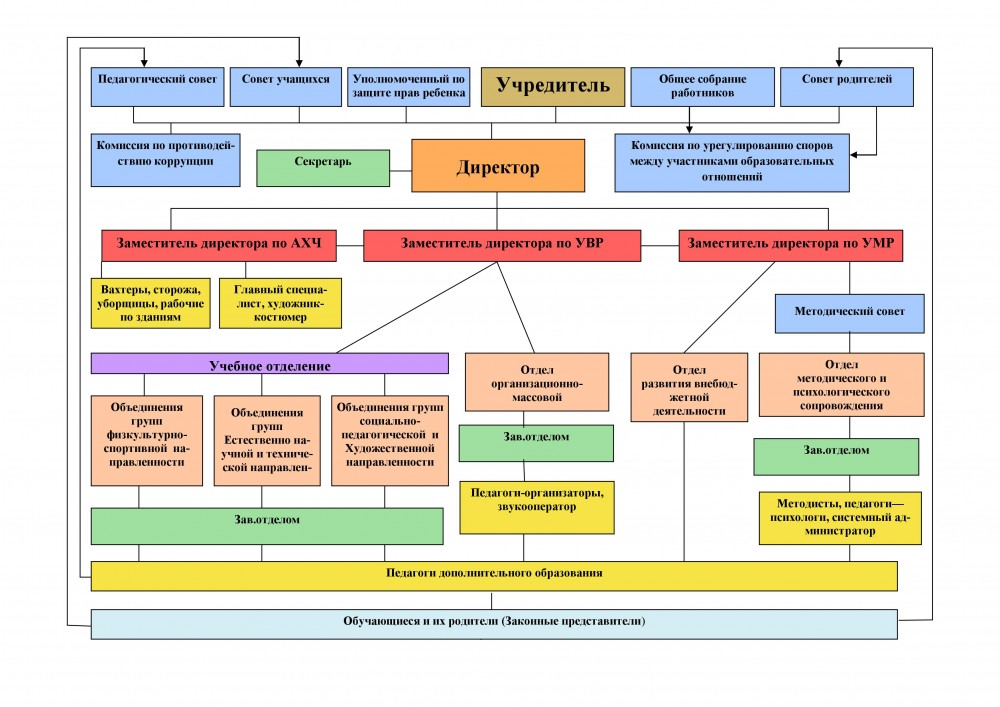 Педагогический совет
Совет учащихся
Уполномоченный по
защите прав ребенка
Учредитель
Общее собрание
работников
Совет родителей
Комиссия по противодей-
ствию коррупции
Секретарь
Директор
Комиссия по урегулированию споров
между участниками образовательных
отношений
Заместитель директора по АХЧ
Заместитель директора по УВР
Заместитель директора по УМР
Вахтеры, сторожа,
уборщицы, рабочие
по зданиям
Главный специа-
лист, художник-
костюмер
Методический совет
Учебное отделение
Отдел
организационно-
массовой
Отдел
развития внебюд-
жетной
деятельности
Отдел
методического и
психологического
сопровождения
Объединения
групп
физкультурно-
спортивной на-
правленности
Объединения
групп
Естественно на-
учной и техниче-
ской направлен-
Объединения групп
социально-
педагогической и
Художественной
направленности
Зав.отделом
Зав.отделом
Педагоги-организаторы,
звукооператор
Методисты, педагоги—
психологи, системный ад-
министратор
Зав.отделом
Педагоги дополнительного образования
Обучающиеся и их родители (Законные представители)